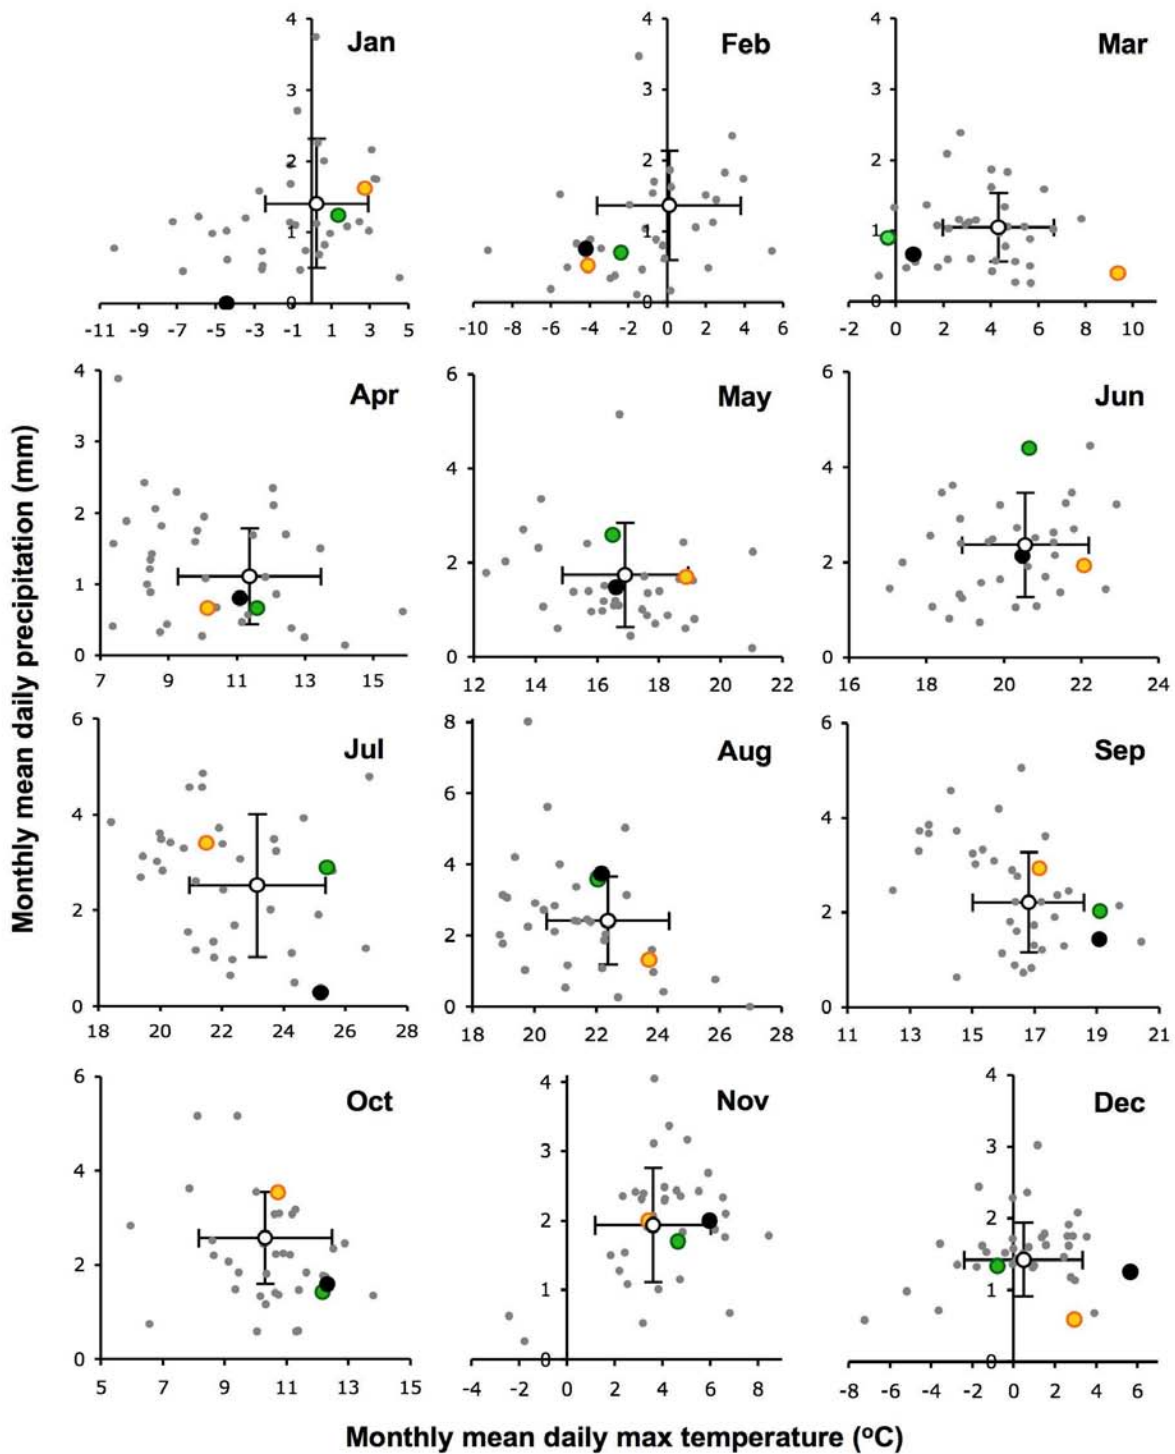 Jan
4
3
2
1
0
-11 -9 -7 -5 -3 -1 1 3 5
Feb
4
3
2
1
0
-10 -8 -6 -4 -2 0 2 4 6
Mar
4
3
2
1
0
-2 0 2 4 6 8 10
Apr
4
3
2
1
0
7 9 11 13 15
May
6
4
2
0
12 14 16 18 20 22
Jun
6
4
2
0
16 18 20 22 24
Jul
6
4
2
0
18 20 22 24 26 28
Aug
8
6
4
2
0
18 20 22 24 26 28
Sep
6
4
2
0
11 13 15 17 19 21
Oct
6
4
2
0
5 7 9 11 13 15
Nov
4
3
2
1
0
-4 -2 0 2 4 6 8
Dec
4
3
2
1
0
-8 -6 -4 -2 0 2 4 6
Monthly mean daily precipitation (mm)
Monthly mean daily max temperature (°C)